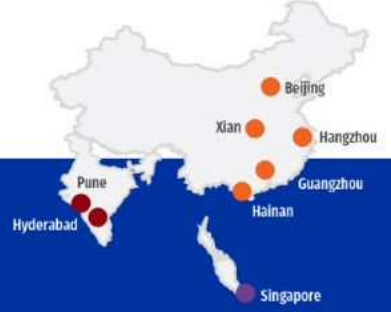 Beijing
Xian
Hangzhou
Guangzhou
Pune
Hainan
Hyderabad
Singapore